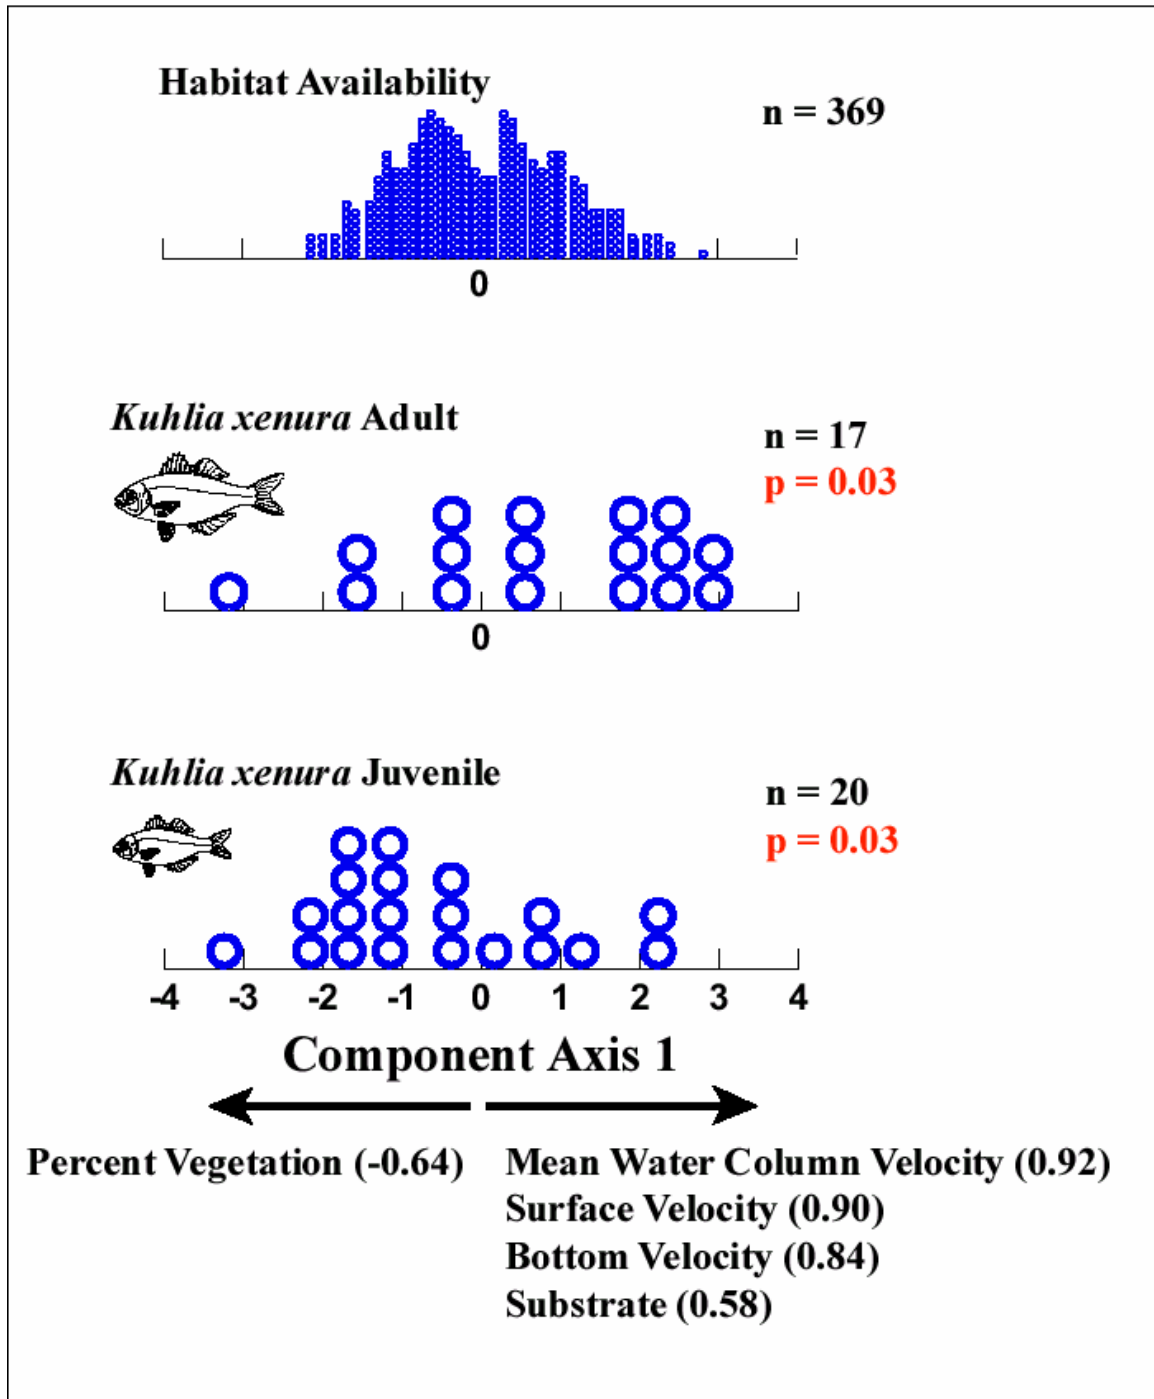 Habitat Availability
n = 369
0
Kuhlia xenura Adult
n = 17
p = 0.03
0
Kuhlia xenura Juvenile
n = 20
p = 0.03
-4 -3 -2 -1 0 1 2 3 4
Component Axis 1
Percent Vegetation (-0.64) Mean Water Column Velocity (0.92)
Surface Velocity (0.90)
Bottom Velocity (0.84)
Substrate (0.58)